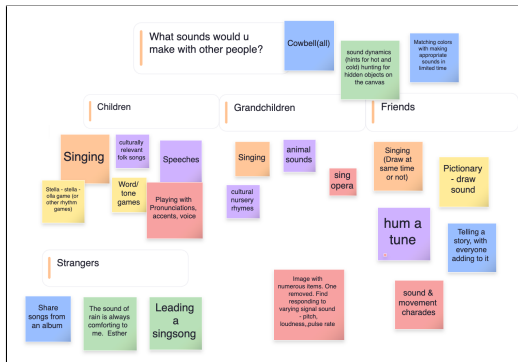 What sounds would u
make with other people?
Cowbell(all)
sound dynamics
(hints for hot and
cold) hunting for
hidden objects on
the canvas
Matching colors
with making
appropriate
sounds in
limited time
Children
Grandchildren
Friends
Singing
culturally
relevant
folk songs
Speeches
Stella - stella -
olla game (or
other rhythm
games)
Word/
tone
games
Playing with
Pronunciations,
accents, voice
Singing
animal
sounds
sing
opera
cultural
nursery
rhymes
Singing
(Draw at
same time
or not)
Pictionary
- draw
sound
hum a
tune
Telling a
story, with
everyone
adding to it
sound &
movement
charades
Strangers
Share
songs from
an album
The sound of
rain is always
comforting to
me.  Esther
Leading
a
singsong
Image with
numerous items. One
removed. Find
responding to
varying signal sound
- pitch,
loudness,.pulse rate